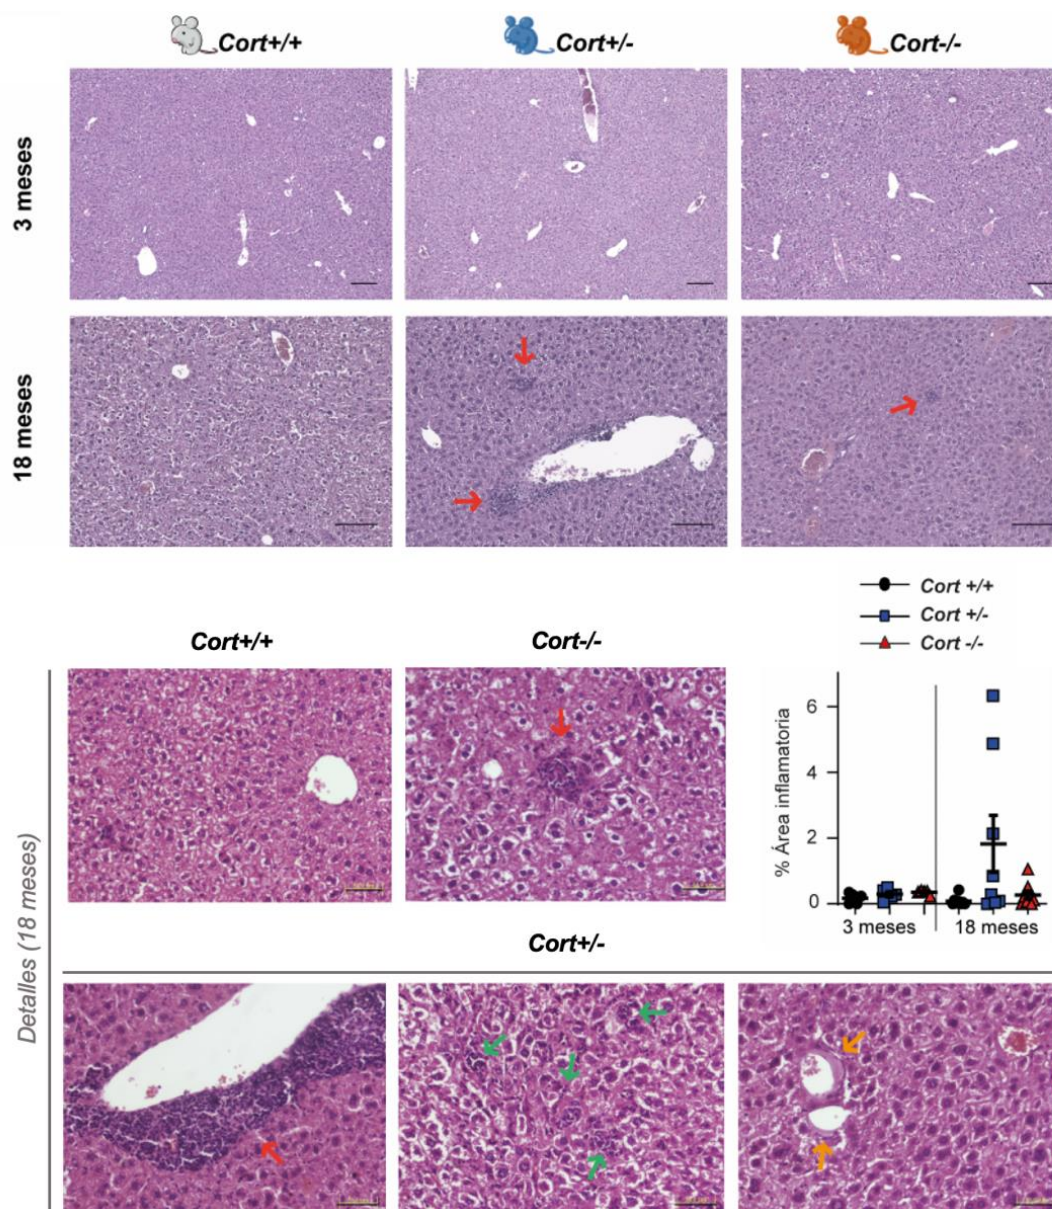 Cort+/+
Cort+/-
Cort-/-
3 meses
18 meses
Cort +/+
Cort +/-
Cort -/-
Cort+/+
Cort-/-
Detalles (18 meses)
% Área inflamatoria
6
4
2
0
3 meses
18 meses
Cort+/-